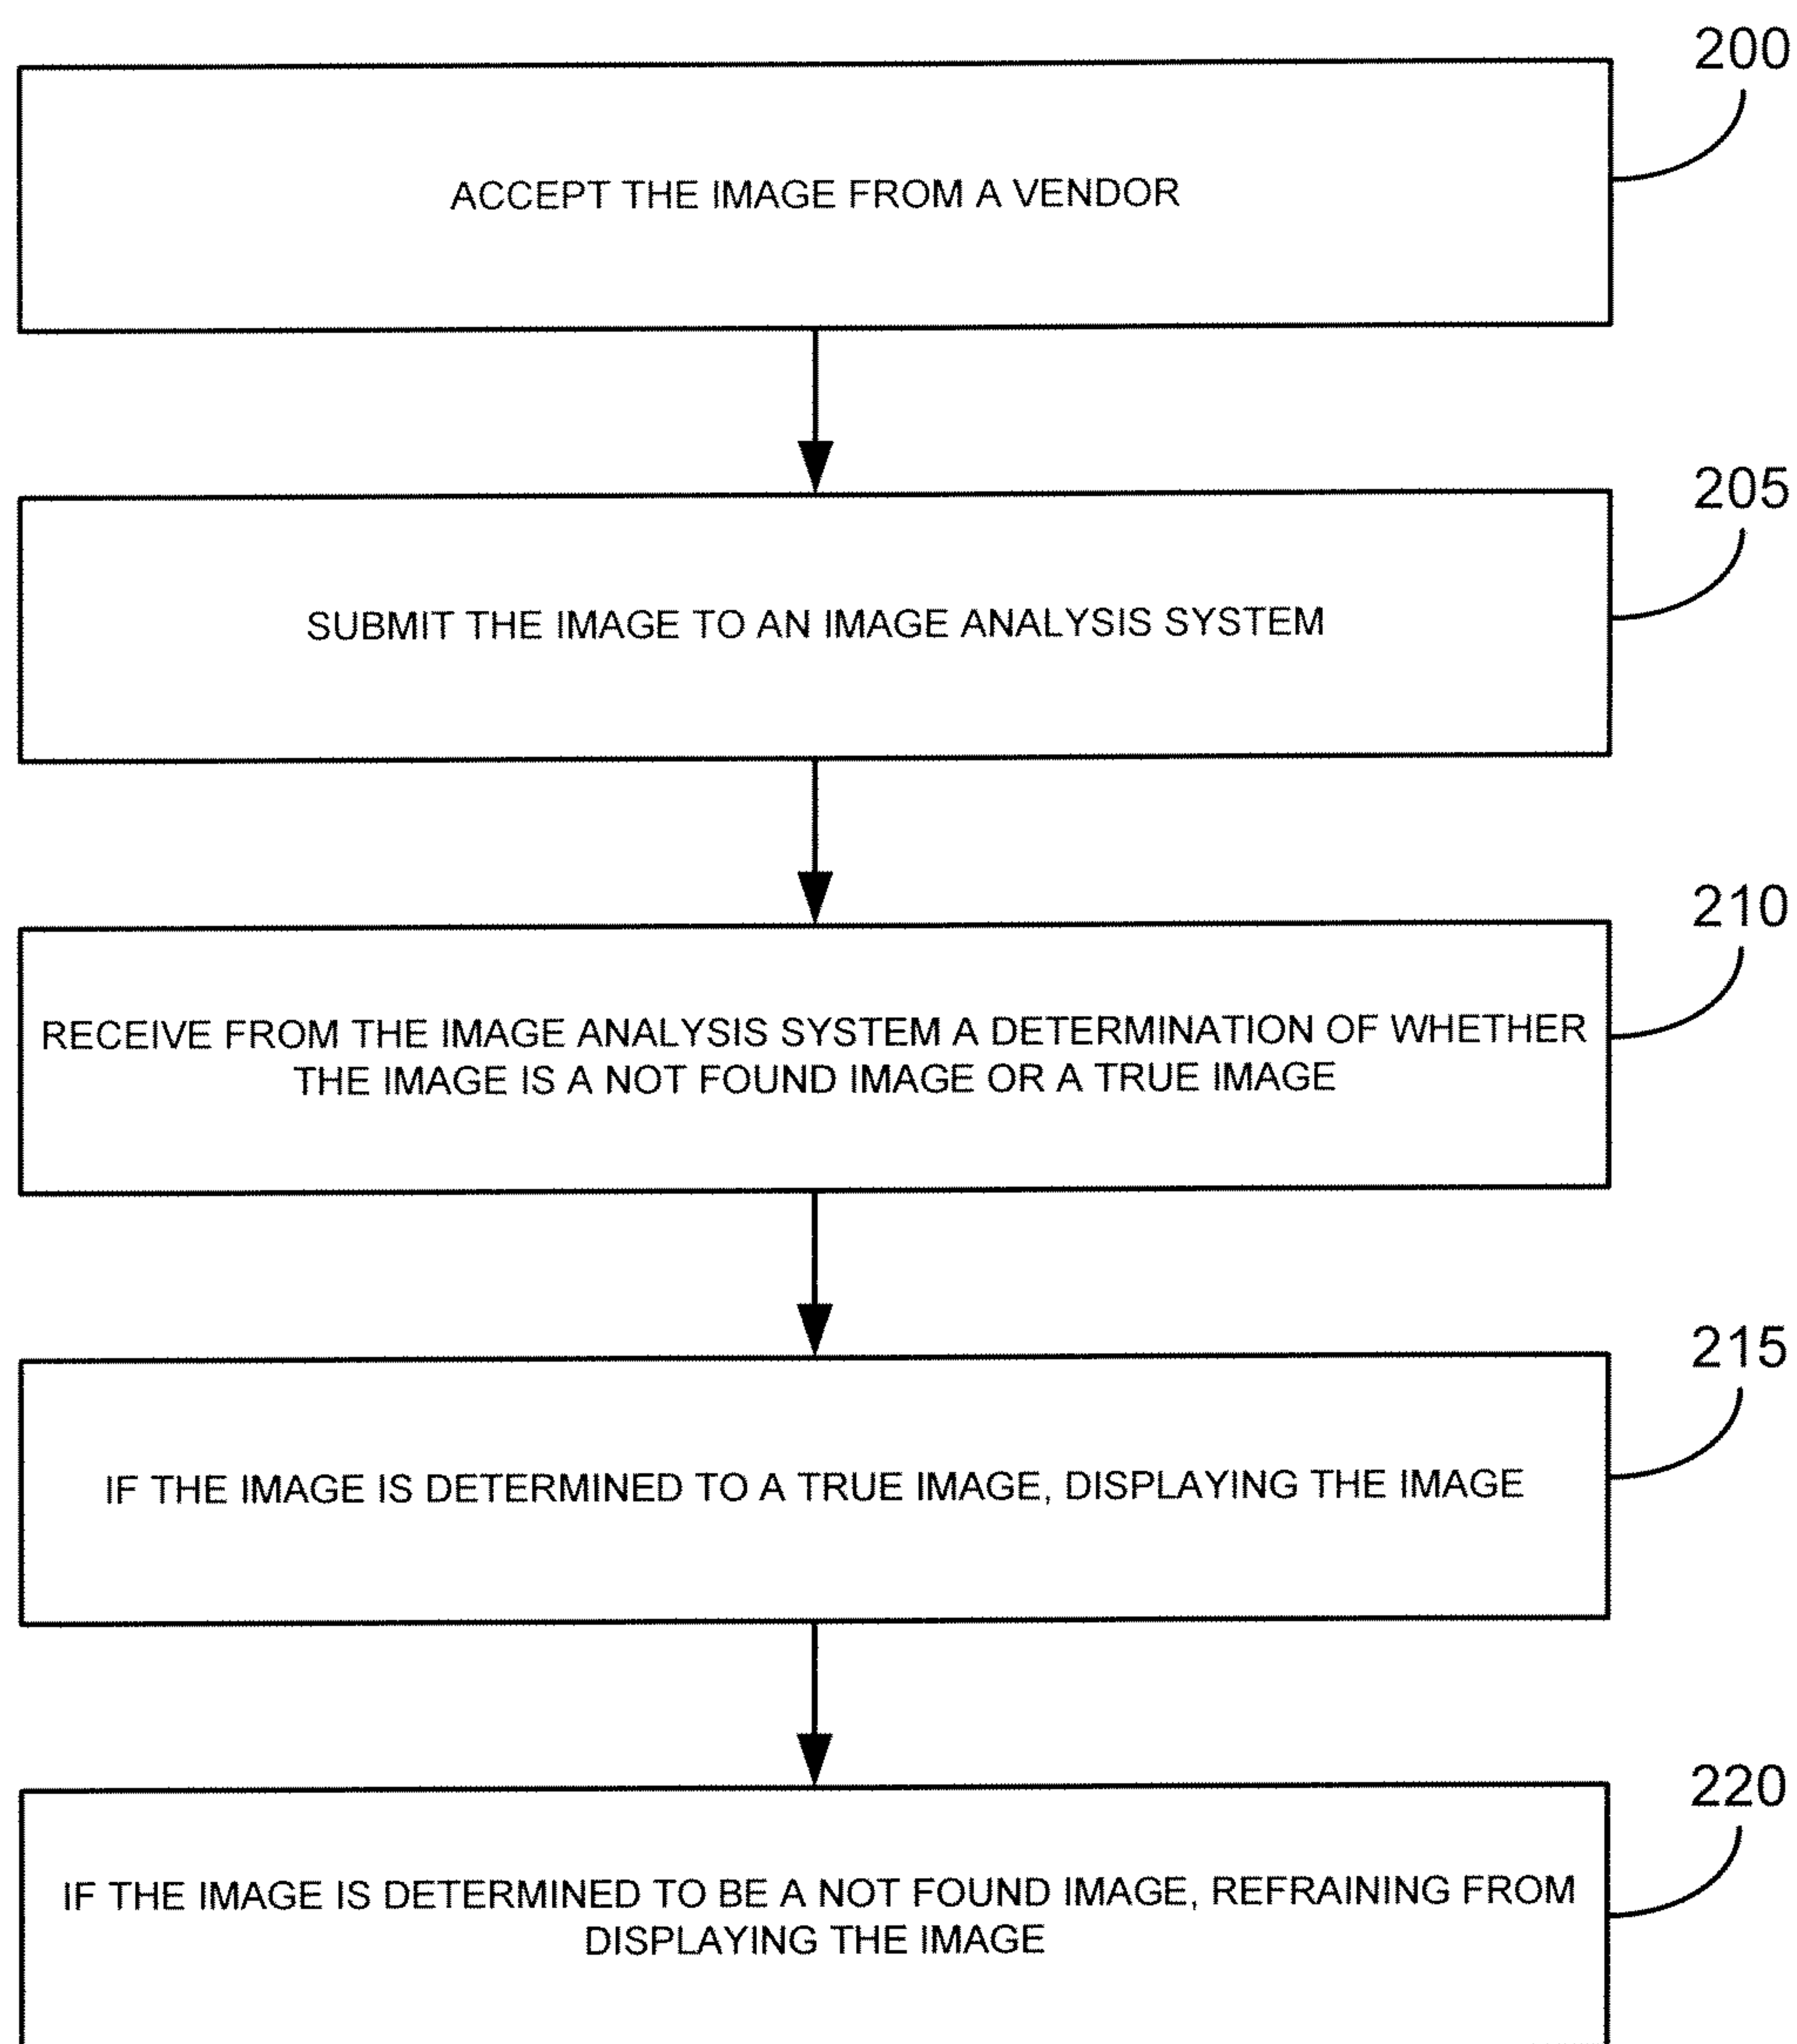 200
ACCEPT THE IMAGE FROM A VENDOR
205
SUBMIT THE IMAGE TO AN IMAGE ANALYSIS SYSTEM
210
RECEIVE FROM THE IMAGE ANALYSIS SYSTEM A DETERMINATION OF WHETHER
THE IMAGE IS A NOT FOUND IMAGE OR A TRUE IMAGE
215
IF THE IMAGE IS DETERMINED TO A TRUE IMAGE, DISPLAYING THE IMAGE
220
IF THE IMAGE IS DETERMINED TO BE A NOT FOUND IMAGE, REFRAINING FROM
DISPLAYING THE IMAGE